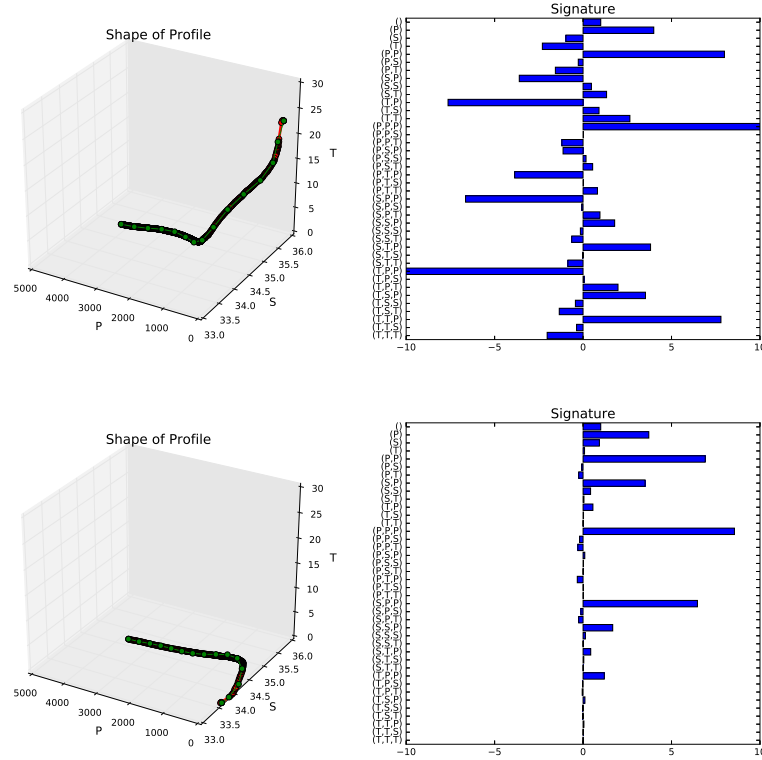 Shape of Profile
30
25
20
15
10
5
0
T
36.0
35.5
35.0
34.5
34.0
33.5
33.0
S
5000
4000
3000
2000
1000
0
P
Signature
()
(P)
(S)
(T)
(P,P)
(P,S)
(P,T)
(S,P)
(S,S)
(S,T)
(T,P)
(T,S)
(T,T)
(P,P,P)
(P,P,S)
(P,P,T)
(P,S,P)
(P,S,S)
(P,S,T)
(P,T,P)
(P,T,S)
(P,T,T)
(S,P,P)
(S,P,S)
(S,P,T)
(S,S,P)
(S,S,S)
(S,S,T)
(S,T,P)
(S,T,S)
(S,T,T)
(T,P,P)
(T,P,S)
(T,P,T)
(T,S,P)
(T,S,S)
(T,S,T)
(T,T,P)
(T,T,S)
(T,T,T)
−10 −5 0 5 10
Shape of Profile
30
25
20
15
10
5
0
T
36.0
35.5
35.0
34.5
34.0
33.5
33.0
S
5000
4000
3000
2000
1000
0
P
Signature
()
(P)
(S)
(T)
(P,P)
(P,S)
(P,T)
(S,P)
(S,S)
(S,T)
(T,P)
(T,S)
(T,T)
(P,P,P)
(P,P,S)
(P,P,T)
(P,S,P)
(P,S,S)
(P,S,T)
(P,T,P)
(P,T,S)
(P,T,T)
(S,P,P)
(S,P,S)
(S,P,T)
(S,S,P)
(S,S,S)
(S,S,T)
(S,T,P)
(S,T,S)
(S,T,T)
(T,P,P)
(T,P,S)
(T,P,T)
(T,S,P)
(T,S,S)
(T,S,T)
(T,T,P)
(T,T,S)
(T,T,T)
−10 −5 0 5 10